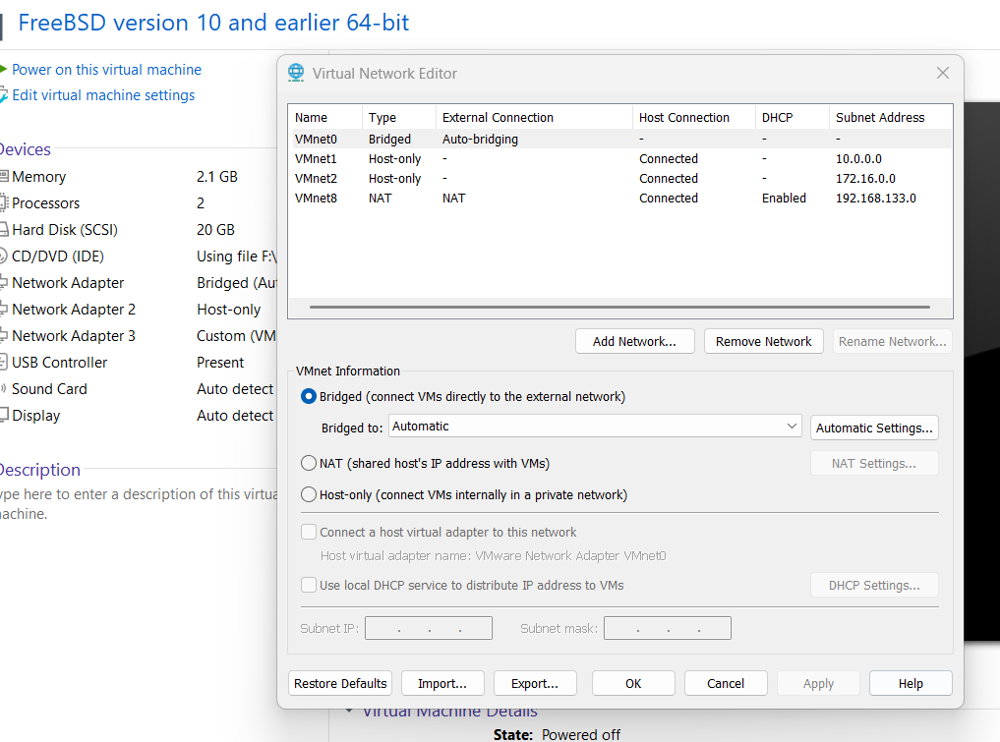 FreeBSD version 10 and earlier 64-bit
Power on this virtual machine
Edit virtual machine settings
Devices
Memory 2.1 GB
Processors 2
Hard Disk (SCSI) 20 GB
CD/DVD (IDE) Using file F:\
Network Adapter Bridged (Au
Network Adapter 2 Host-only
Network Adapter 3 Custom (VM
USB Controller Present
Sound Card Auto detect
Display Auto detect
Description
ype here to enter a description of this virtua
achine.
Virtual Network Editor
Name Type External Connection Host Connection DHCP Subnet Address
VMnet0 Bridged Auto-bridging - - -
VMnet1 Host-only - Connected - 10.0.0.0
VMnet2 Host-only - Connected - 172.16.0.0
VMnet8 NAT NAT Connected Enabled 192.168.133.0
Add Network... Remove Network Rename Network...
VMnet Information
Bridged (connect VMs directly to the external network)
Bridged to: Automatic Automatic Settings...
NAT (shared host's IP address with VMs) NAT Settings...
Host-only (connect VMs internally in a private network)
Connect a host virtual adapter to this network
Host virtual adapter name: VMware Network Adapter VMnet0
Use local DHCP service to distribute IP address to VMs DHCP Settings...
Subnet IP: . . . Subnet mask: . . .
Restore Defaults Import... Export... OK Cancel Apply Help
Virtual Machine Details
State: Powered off